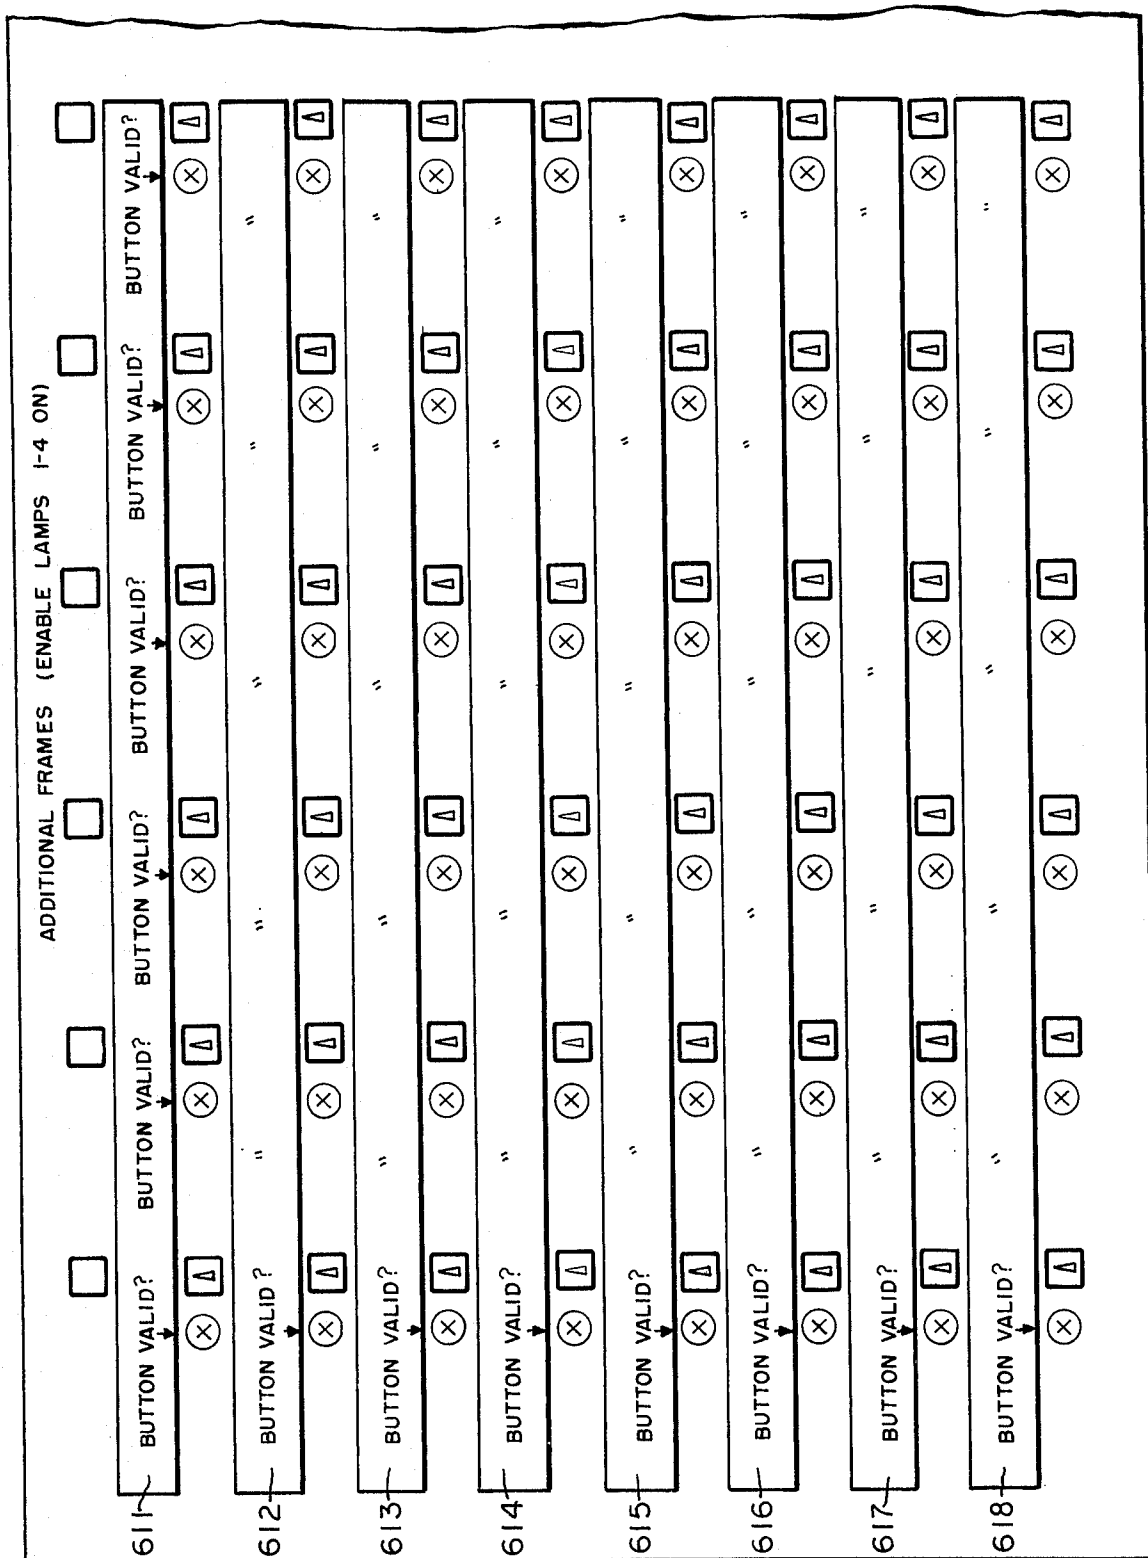 ADDITIONAL FRAMES (ENABLE LAMPS 1-4 ON)
611 BUTTON VALID? BUTTON VALID? BUTTON VALID? BUTTON VALID? BUTTON VALID? BUTTON VALID?
612 BUTTON VALID? " " " " "
613 BUTTON VALID? " " " " "
614 BUTTON VALID? " " " " "
615 BUTTON VALID? " " " " "
616 BUTTON VALID? " " " " "
617 BUTTON VALID? " " " " "
618 BUTTON VALID? " " " " "